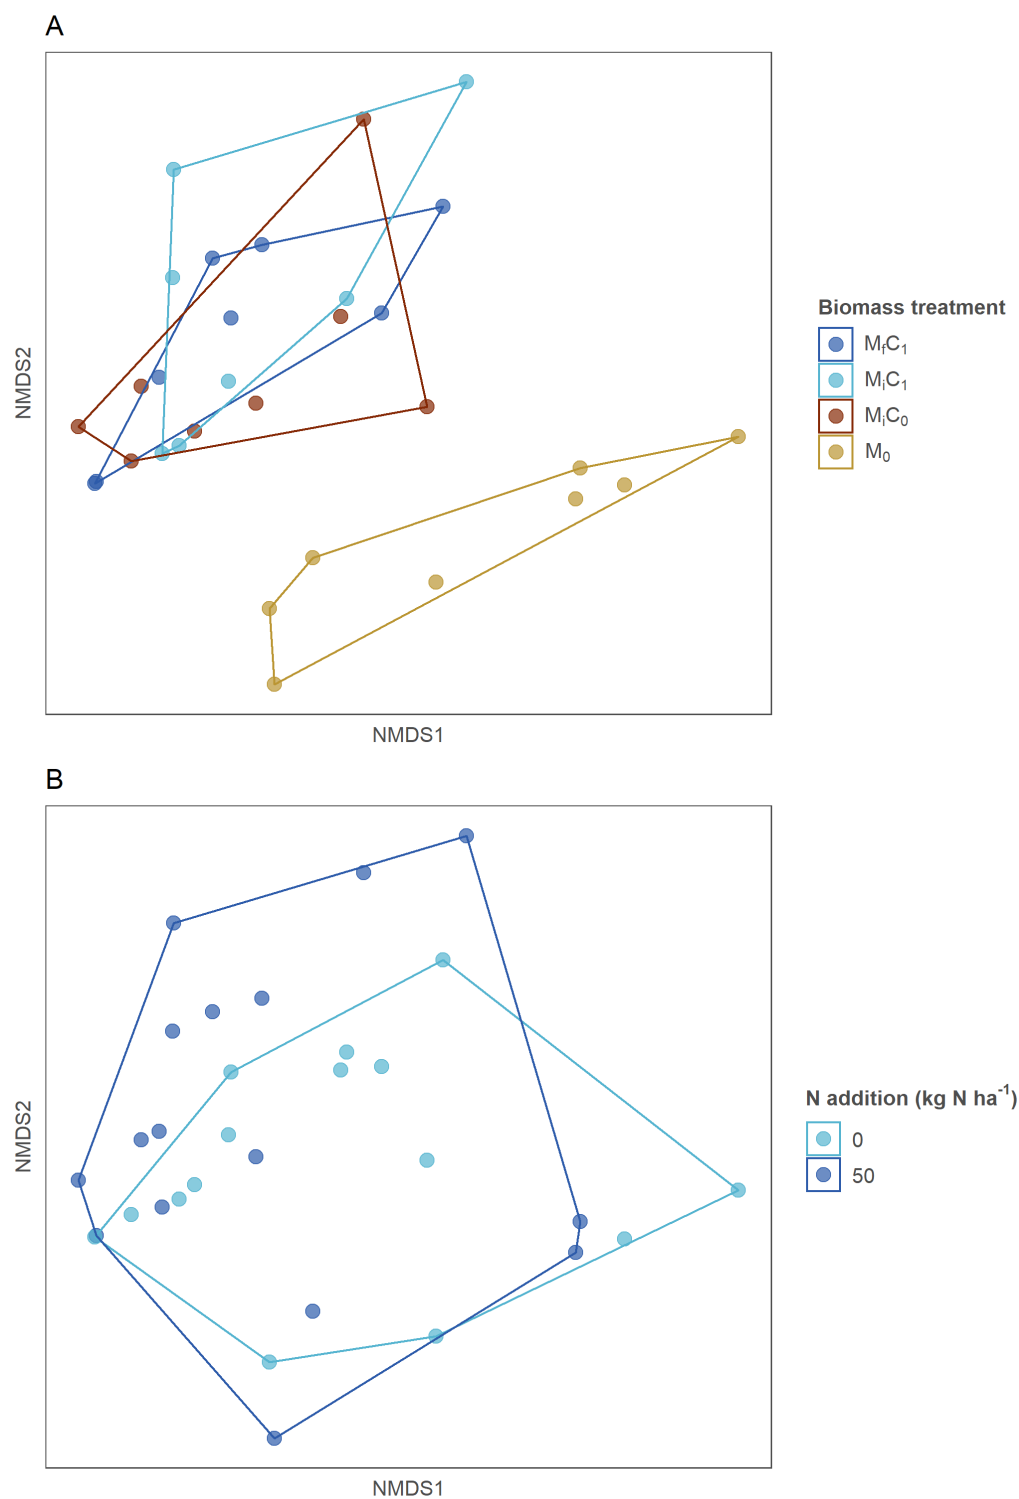 A
NMDS2
NMDS1
Biomass treatment
MfC1
MiC1
MiC0
M0
B
NMDS2
NMDS1
N addition (kg N ha-1)
0
50